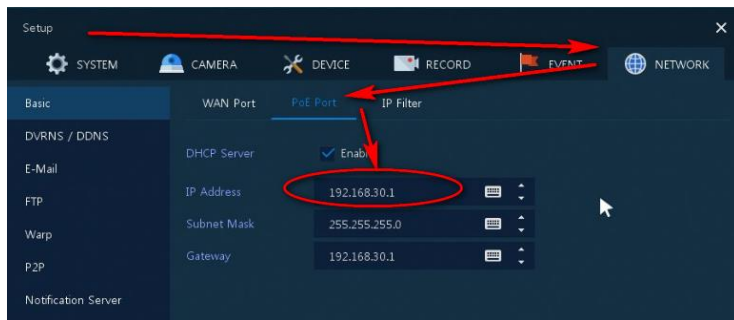 Setup
SYSTEM CAMERA DEVICE RECORD EVENT NETWORK
Basic
DVRNS / DDNS
E-Mail
FTP
Warp
P2P
Notification Server
WAN Port PoE Port IP Filter
DHCP Server Enable
IP Address 192.168.30.1
Subnet Mask 255.255.255.0
Gateway 192.168.30.1